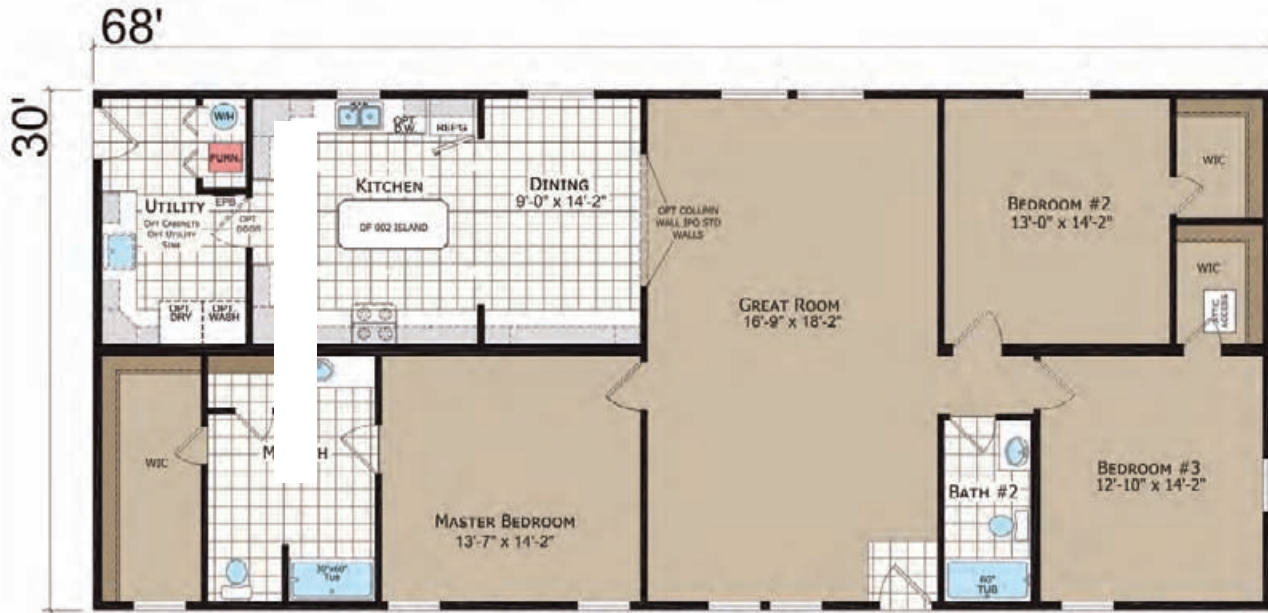 68'
30'
W/H
FURN.
EPB
UTILITY
OPT CABINETS
OPT UTILITY
SINK
OPT
DOOR
OPT.
DRY
OPT.
WASH
KITCHEN
DF 002 ISLAND
OPT
D.W.
REFG
DINING
9'-0" x 14'-2"
OPT COLUMN
WALL IPO STD
WALLS
GREAT ROOM
16'-9" x 18'-2"
BEDROOM #2
13'-0" x 14'-2"
WIC
WIC
ATTIC
ACCESS
WIC
M
H
30"x60"
TUB
MASTER BEDROOM
13'-7" x 14'-2"
BATH #2
60"
TUB
BEDROOM #3
12'-10" x 14'-2"